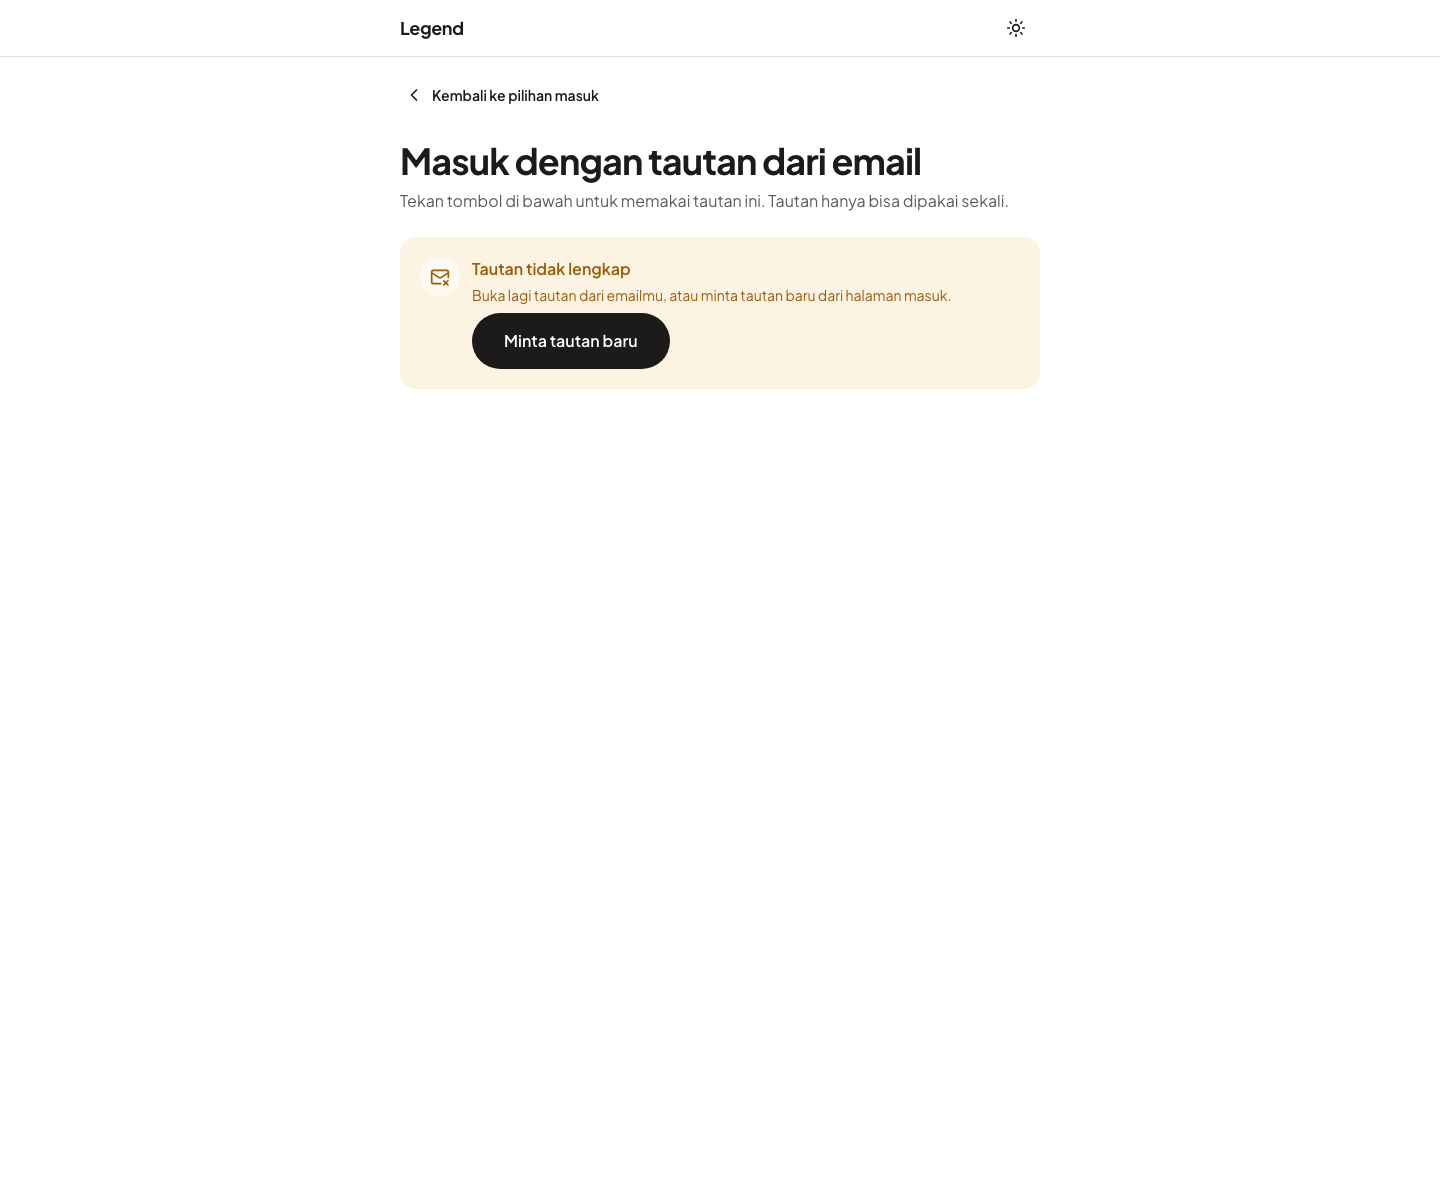 Legend
Kembali ke pilihan masuk
Masuk dengan tautan dari email
Tekan tombol di bawah untuk memakai tautan ini. Tautan hanya bisa dipakai sekali.
Tautan tidak lengkap
Buka lagi tautan dari emailmu, atau minta tautan baru dari halaman masuk.
Minta tautan baru